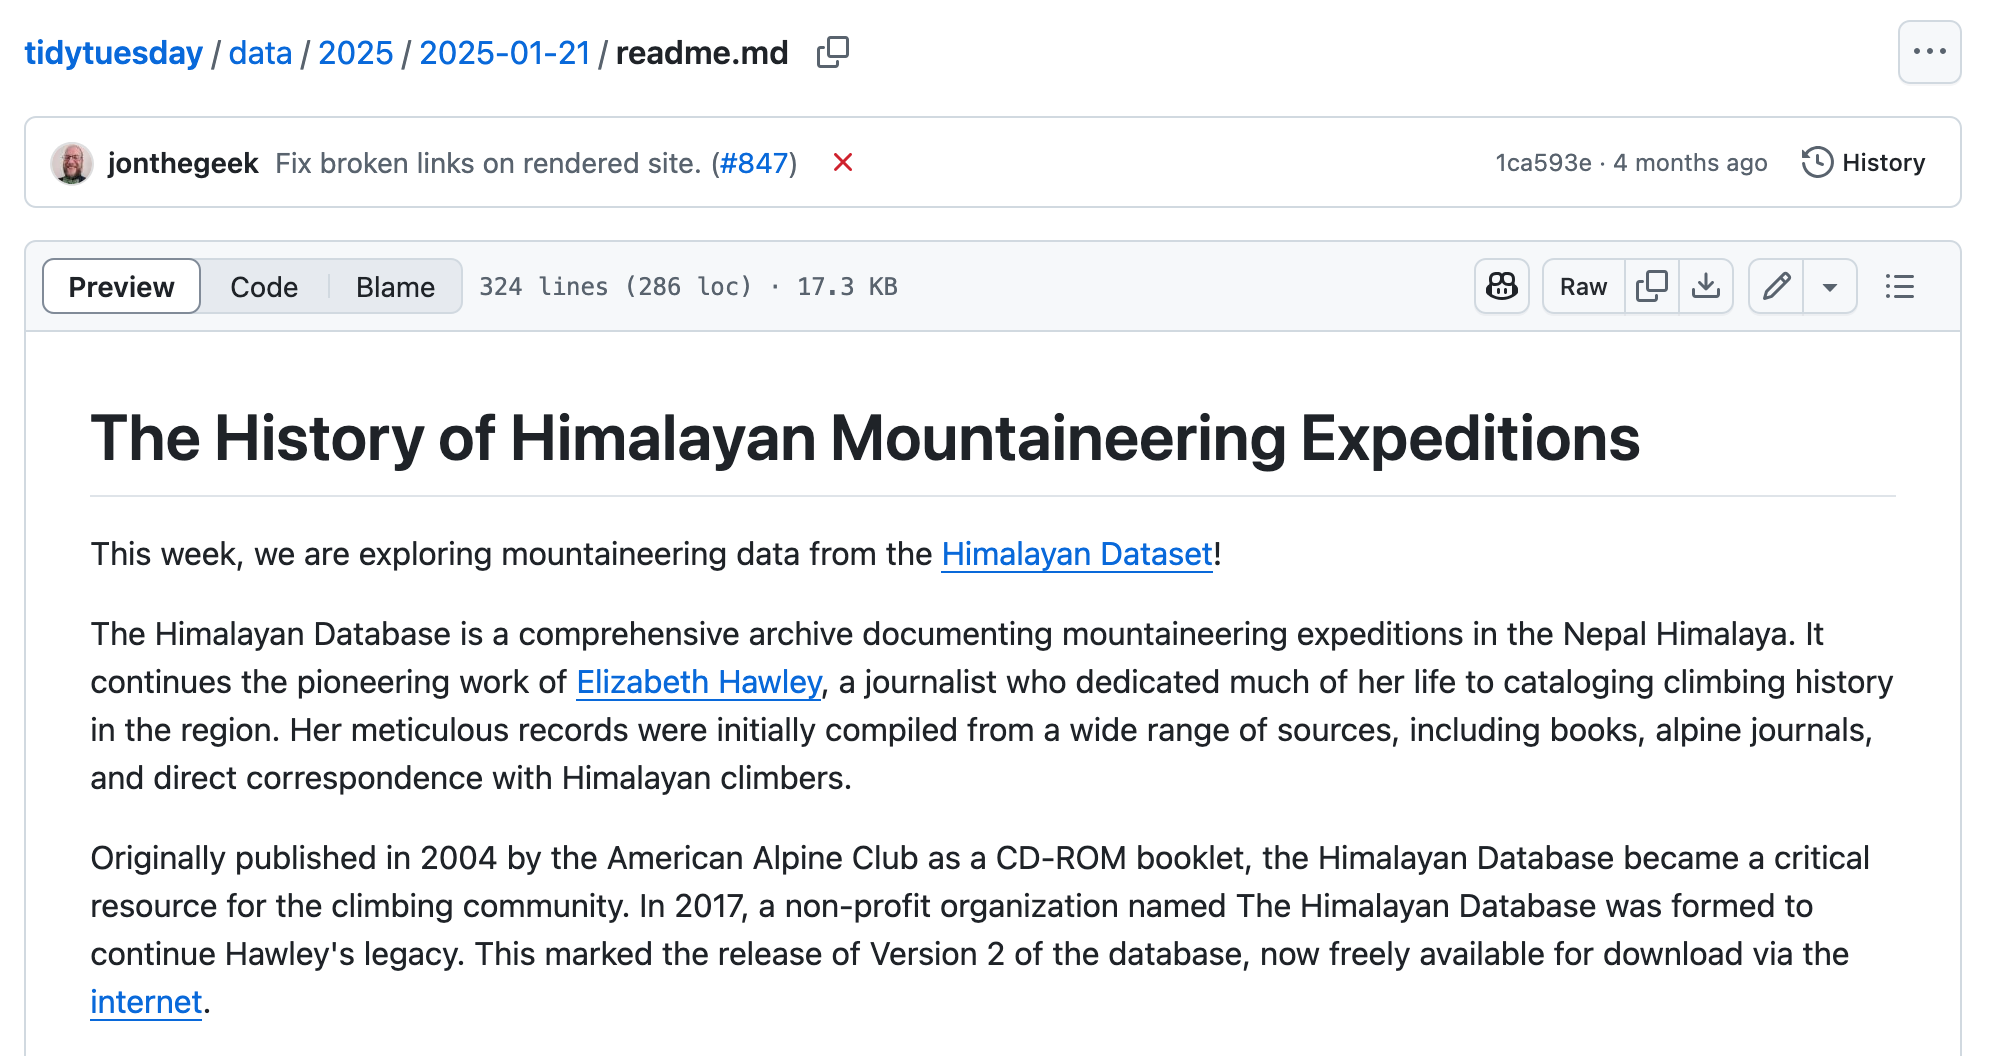 tidytuesday / data / 2025 / 2025-01-21 / readme.md
jonthegeek Fix broken links on rendered site. (#847) 1ca593e · 4 months ago History
Preview Code Blame 324 lines (286 loc) · 17.3 KB Raw
The History of Himalayan Mountaineering Expeditions
This week, we are exploring mountaineering data from the Himalayan Dataset!
The Himalayan Database is a comprehensive archive documenting mountaineering expeditions in the Nepal Himalaya. It
continues the pioneering work of Elizabeth Hawley, a journalist who dedicated much of her life to cataloging climbing history
in the region. Her meticulous records were initially compiled from a wide range of sources, including books, alpine journals,
and direct correspondence with Himalayan climbers.
Originally published in 2004 by the American Alpine Club as a CD-ROM booklet, the Himalayan Database became a critical
resource for the climbing community. In 2017, a non-profit organization named The Himalayan Database was formed to
continue Hawley's legacy. This marked the release of Version 2 of the database, now freely available for download via the
internet.